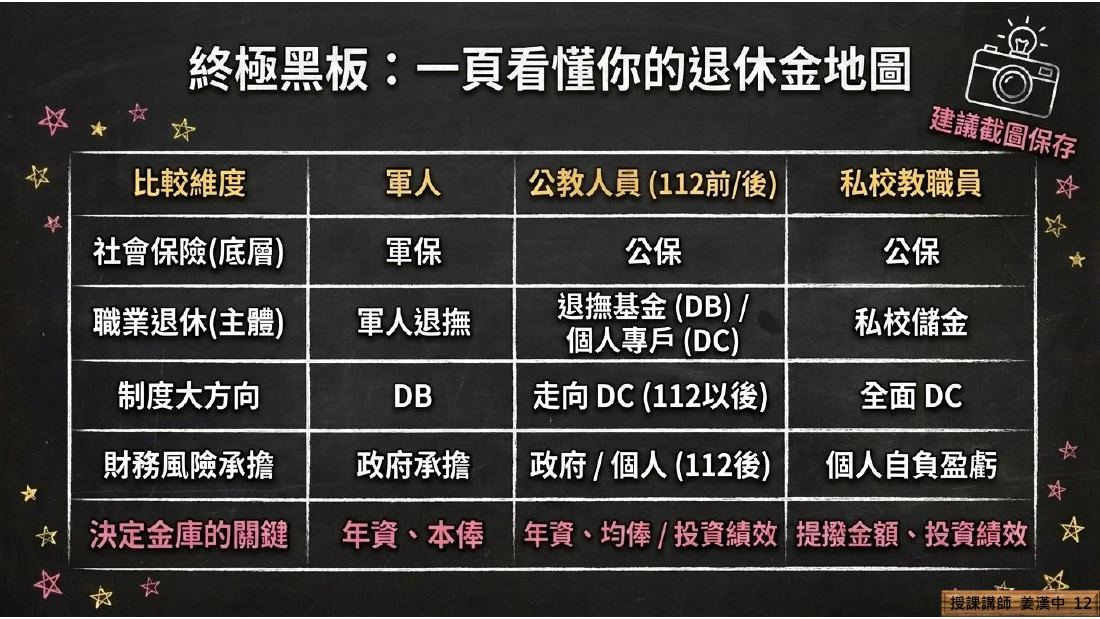 終極黑板：一頁看懂你的退休金地圖
建議截圖保存
比較維度 軍人 公教人員 (112前/後) 私校教職員
社會保險(底層) 軍保 公保 公保
職業退休(主體) 軍人退撫 退撫基金 (DB) / 個人專戶 (DC) 私校儲金
制度大方向 DB 走向 DC (112以後) 全面 DC
財務風險承擔 政府承擔 政府 / 個人 (112後) 個人自負盈虧
決定金庫的關鍵 年資、本俸 年資、均俸 / 投資績效 提撥金額、投資績效
授課講師 姜漢中 12